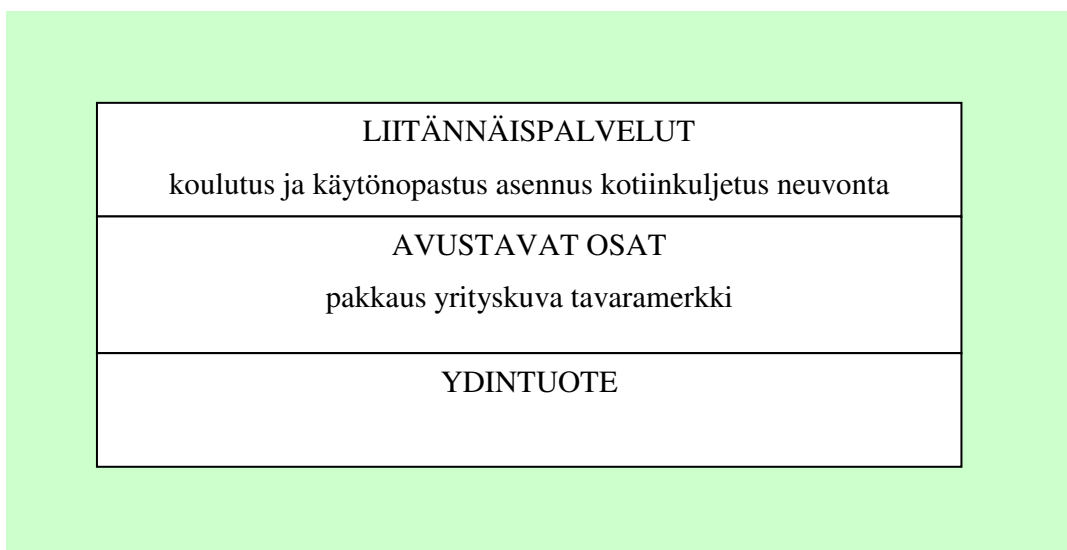 LIITÄNNÄISPALVELUT
koulutus ja käytönopastus asennus kotiinkuljetus neuvonta
AVUSTAVAT OSAT
pakkaus yrityskuva tavaramerkki
YDINTUOTE